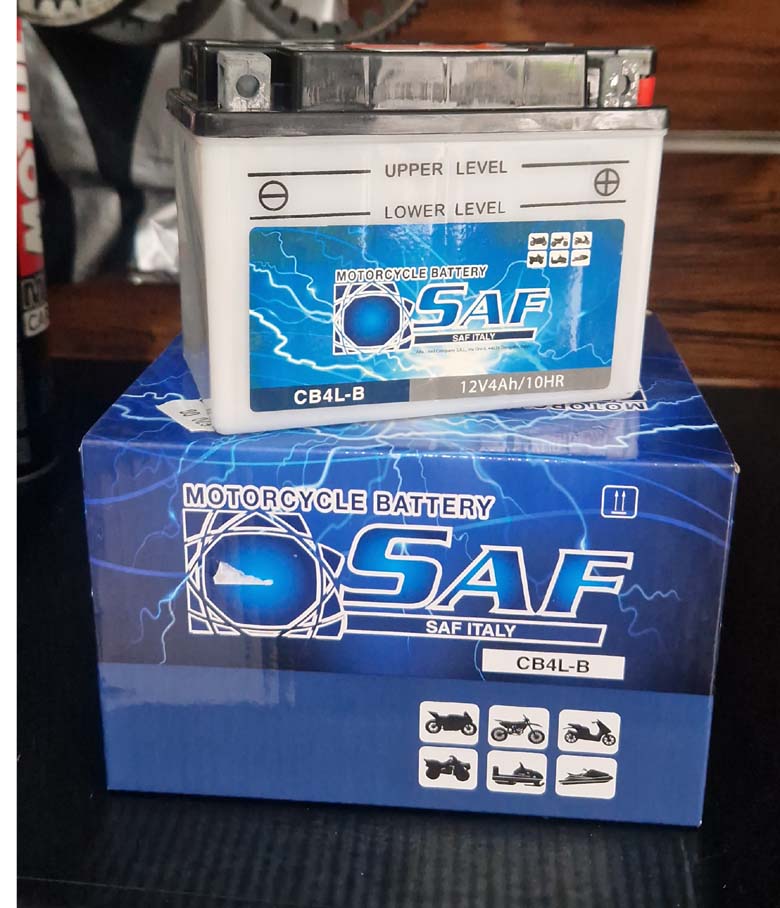 UPPER LEVEL
LOWER LEVEL
MOTORCYCLE BATTERY
SAF
SAF ITALY
CB4L-B
12V4Ah/10HR
MOTORCYCLE BATTERY
SAF
SAF ITALY
CB4L-B